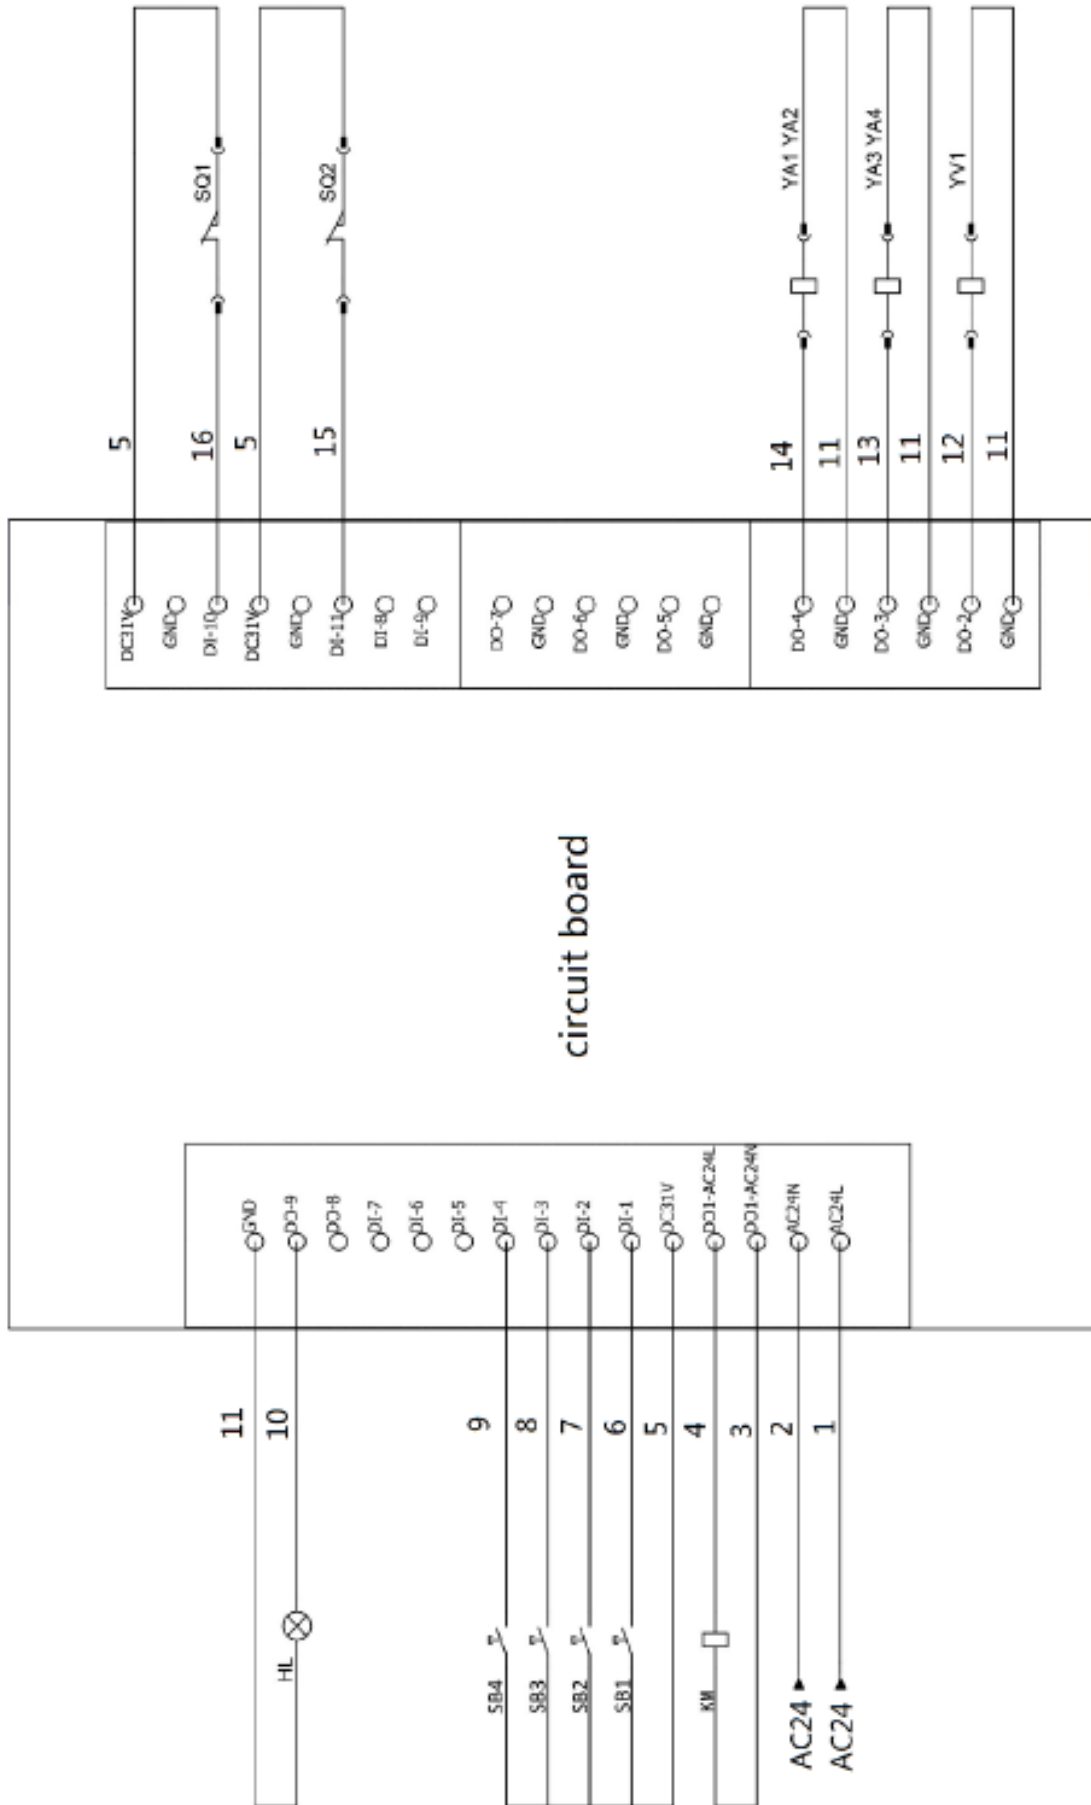 5
16
5
15
14
11
13
11
12
11
SQ1
SQ2
YA1 YA2
YA3 YA4
YV1
DC31V
GND
DI-10
DC31V
GND
DI-11
DI-8
DI-9
DO-7
GND
DO-6
GND
DO-5
GND
DO-4
GND
DO-3
GND
DO-2
GND
circuit board
GND
DO-9
DO-8
DI-7
DI-6
DI-5
DI-4
DI-3
DI-2
DI-1
DC31V
DO1-AC24L
DO1-AC24N
AC24N
AC24L
11
10
9
8
7
6
5
4
3
2
1
HL
SB4
SB3
SB2
SB1
KM
AC24
AC24